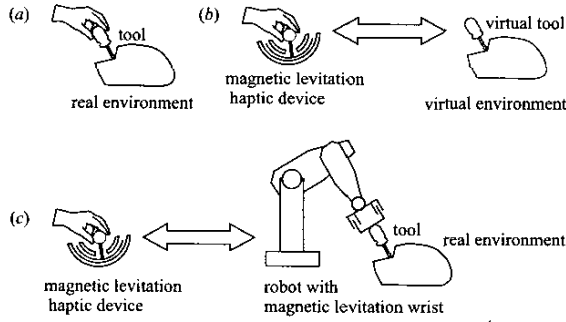 (a)
tool
real environment
(b)
magnetic levitation
haptic device
virtual tool
virtual environment
(c)
magnetic levitation
haptic device
robot with
magnetic levitation wrist
tool
real environment